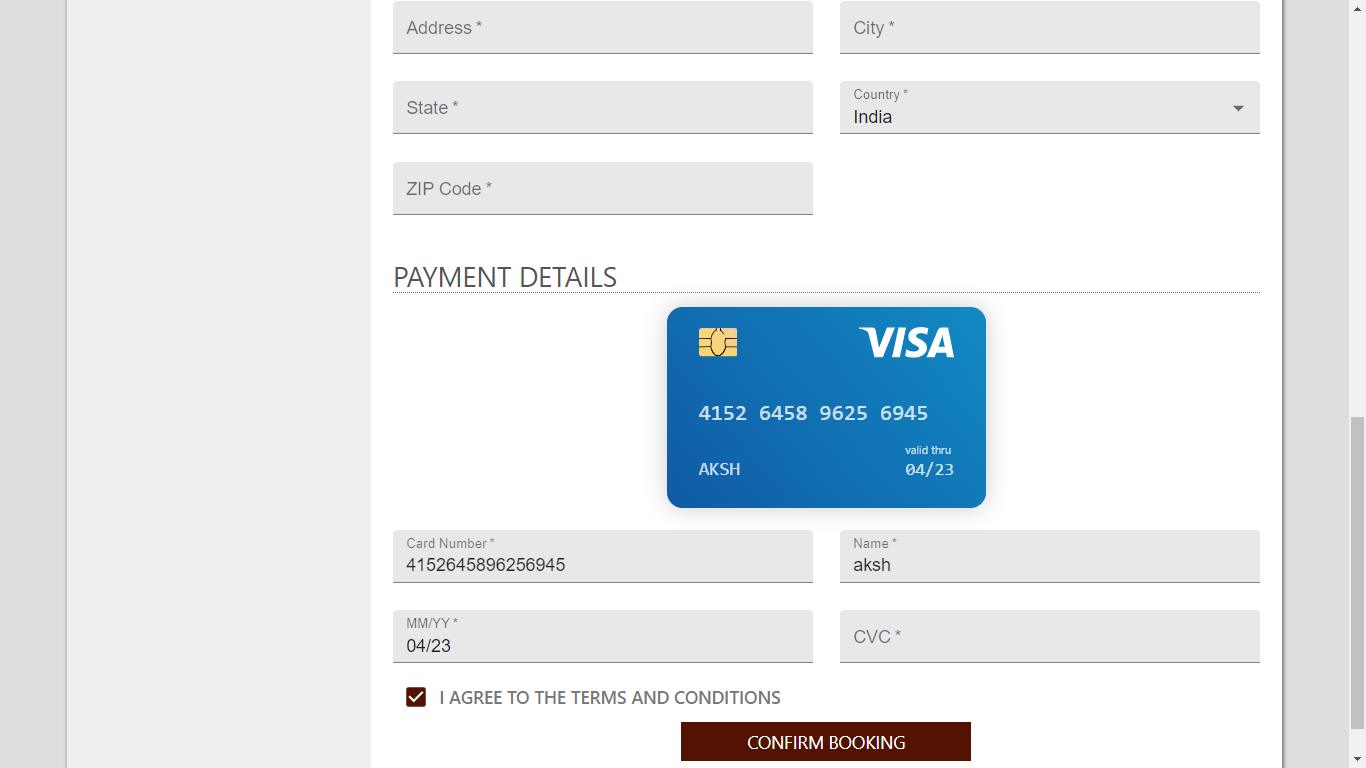 Address *
City *
State *
Country *
India
ZIP Code *
PAYMENT DETAILS
VISA
4152 6458 9625 6945
valid thru
AKSH
04/23
Card Number *
4152645896256945
Name *
aksh
MM/YY *
04/23
CVC *
I AGREE TO THE TERMS AND CONDITIONS
CONFIRM BOOKING